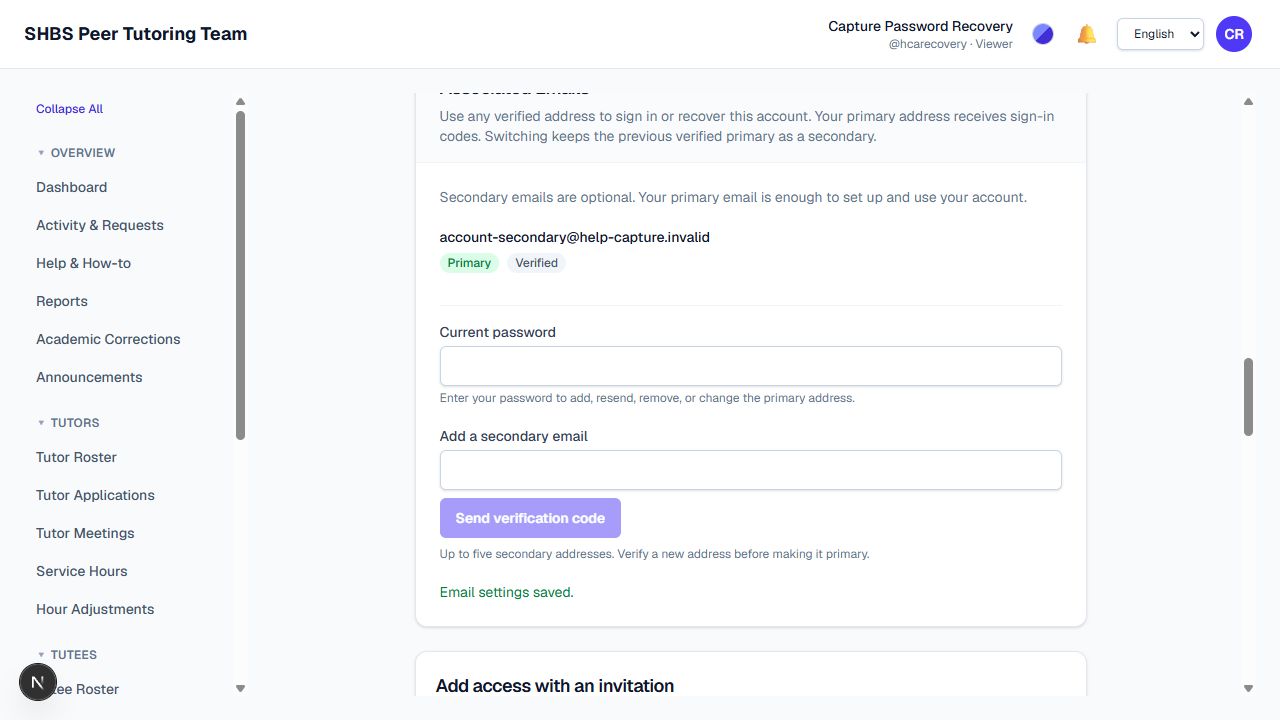 SHBS Peer Tutoring Team
Capture Password Recovery
@hcarecovery · Viewer
English
CR
Collapse All
OVERVIEW
Dashboard
Activity & Requests
Help & How-to
Reports
Academic Corrections
Announcements
TUTORS
Tutor Roster
Tutor Applications
Tutor Meetings
Service Hours
Hour Adjustments
TUTEES
N
ee Roster
Use any verified address to sign in or recover this account. Your primary address receives sign-in
codes. Switching keeps the previous verified primary as a secondary.
Secondary emails are optional. Your primary email is enough to set up and use your account.
account-secondary@help-capture.invalid
Primary
Verified
Current password
Enter your password to add, resend, remove, or change the primary address.
Add a secondary email
Send verification code
Up to five secondary addresses. Verify a new address before making it primary.
Email settings saved.
Add access with an invitation